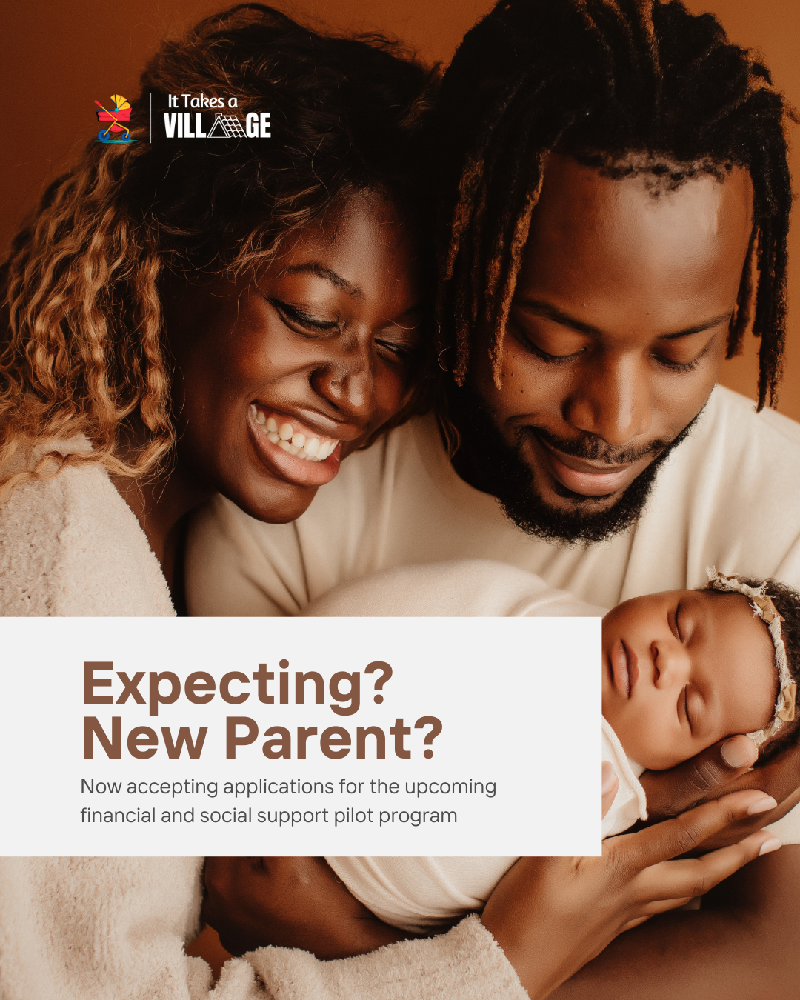 It Takes a
VILLAGE
Expecting?
New Parent?
Now accepting applications for the upcoming
financial and social support pilot program